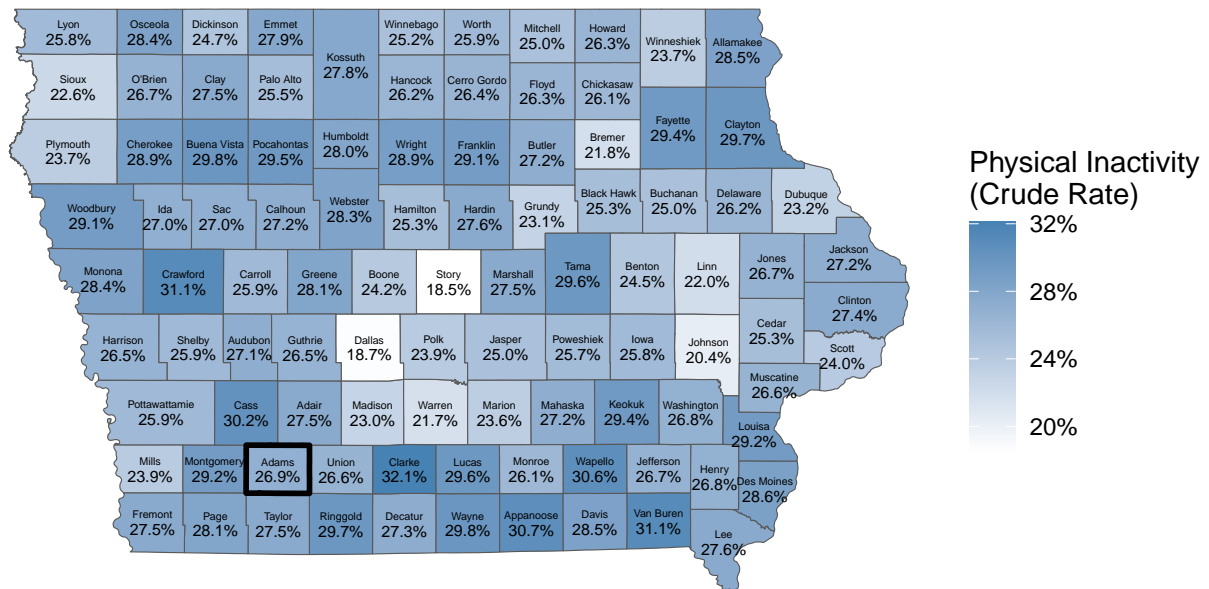 Lyon
25.8%
Osceola
28.4%
Dickinson
24.7%
Emmet
27.9%
Kossuth
27.8%
Winnebago
25.2%
Worth
25.9%
Mitchell
25.0%
Howard
26.3%
Winneshiek
23.7%
Allamakee
28.5%
Sioux
22.6%
O'Brien
26.7%
Clay
27.5%
Palo Alto
25.5%
Hancock
26.2%
Cerro Gordo
26.4%
Floyd
26.3%
Chickasaw
26.1%
Plymouth
23.7%
Cherokee
28.9%
Buena Vista
29.8%
Pocahontas
29.5%
Humboldt
28.0%
Wright
28.9%
Franklin
29.1%
Butler
27.2%
Bremer
21.8%
Fayette
29.4%
Clayton
29.7%
Woodbury
29.1%
Ida
27.0%
Sac
27.0%
Calhoun
27.2%
Webster
28.3%
Hamilton
25.3%
Hardin
27.6%
Grundy
23.1%
Black Hawk
25.3%
Buchanan
25.0%
Delaware
26.2%
Dubuque
23.2%
Monona
28.4%
Crawford
31.1%
Carroll
25.9%
Greene
28.1%
Boone
24.2%
Story
18.5%
Marshall
27.5%
Tama
29.6%
Benton
24.5%
Linn
22.0%
Jones
26.7%
Jackson
27.2%
Clinton
27.4%
Harrison
26.5%
Shelby
25.9%
Audubon
27.1%
Guthrie
26.5%
Dallas
18.7%
Polk
23.9%
Jasper
25.0%
Poweshiek
25.7%
Iowa
25.8%
Johnson
20.4%
Cedar
25.3%
Scott
24.0%
Muscatine
26.6%
Pottawattamie
25.9%
Cass
30.2%
Adair
27.5%
Madison
23.0%
Warren
21.7%
Marion
23.6%
Mahaska
27.2%
Keokuk
29.4%
Washington
26.8%
Louisa
29.2%
Mills
23.9%
Montgomery
29.2%
Adams
26.9%
Union
26.6%
Clarke
32.1%
Lucas
29.6%
Monroe
26.1%
Wapello
30.6%
Jefferson
26.7%
Henry
26.8%
Des Moines
28.6%
Fremont
27.5%
Page
28.1%
Taylor
27.5%
Ringgold
29.7%
Decatur
27.3%
Wayne
29.8%
Appanoose
30.7%
Davis
28.5%
Van Buren
31.1%
Lee
27.6%
Physical Inactivity
(Crude Rate)
32%
28%
24%
20%